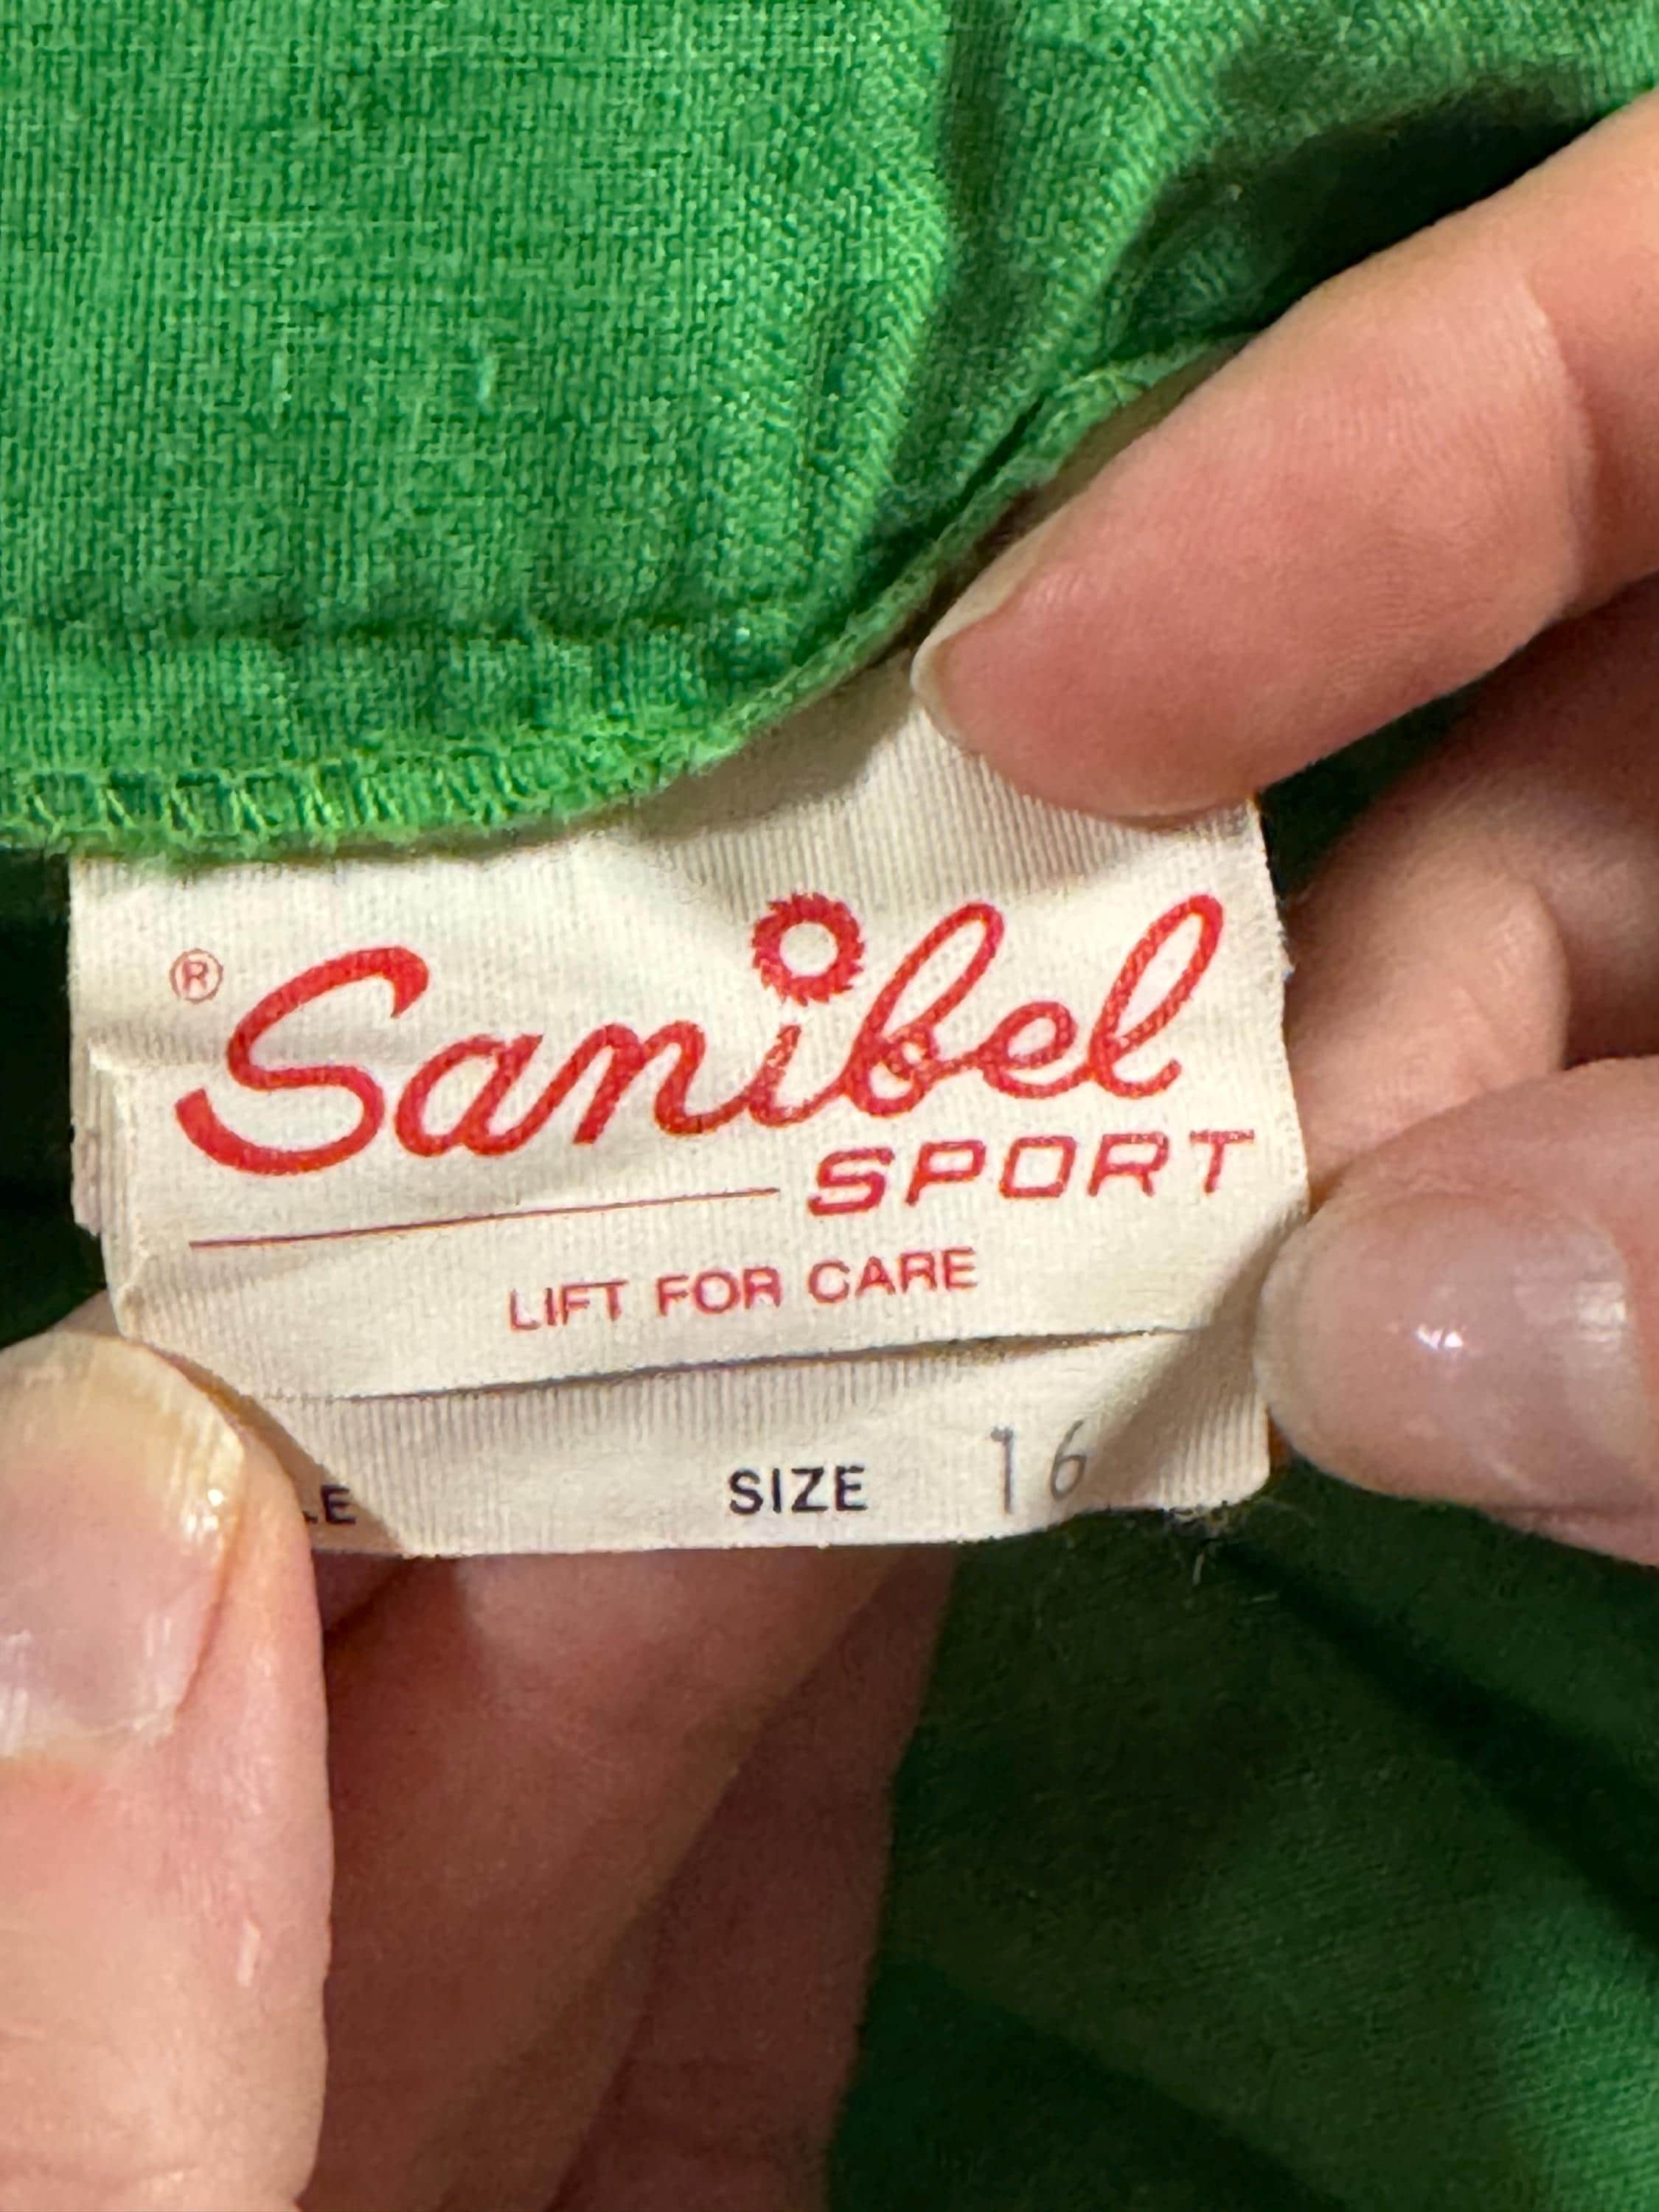 ® Sanibel
SPORT
LIFT FOR CARE
SIZE 16